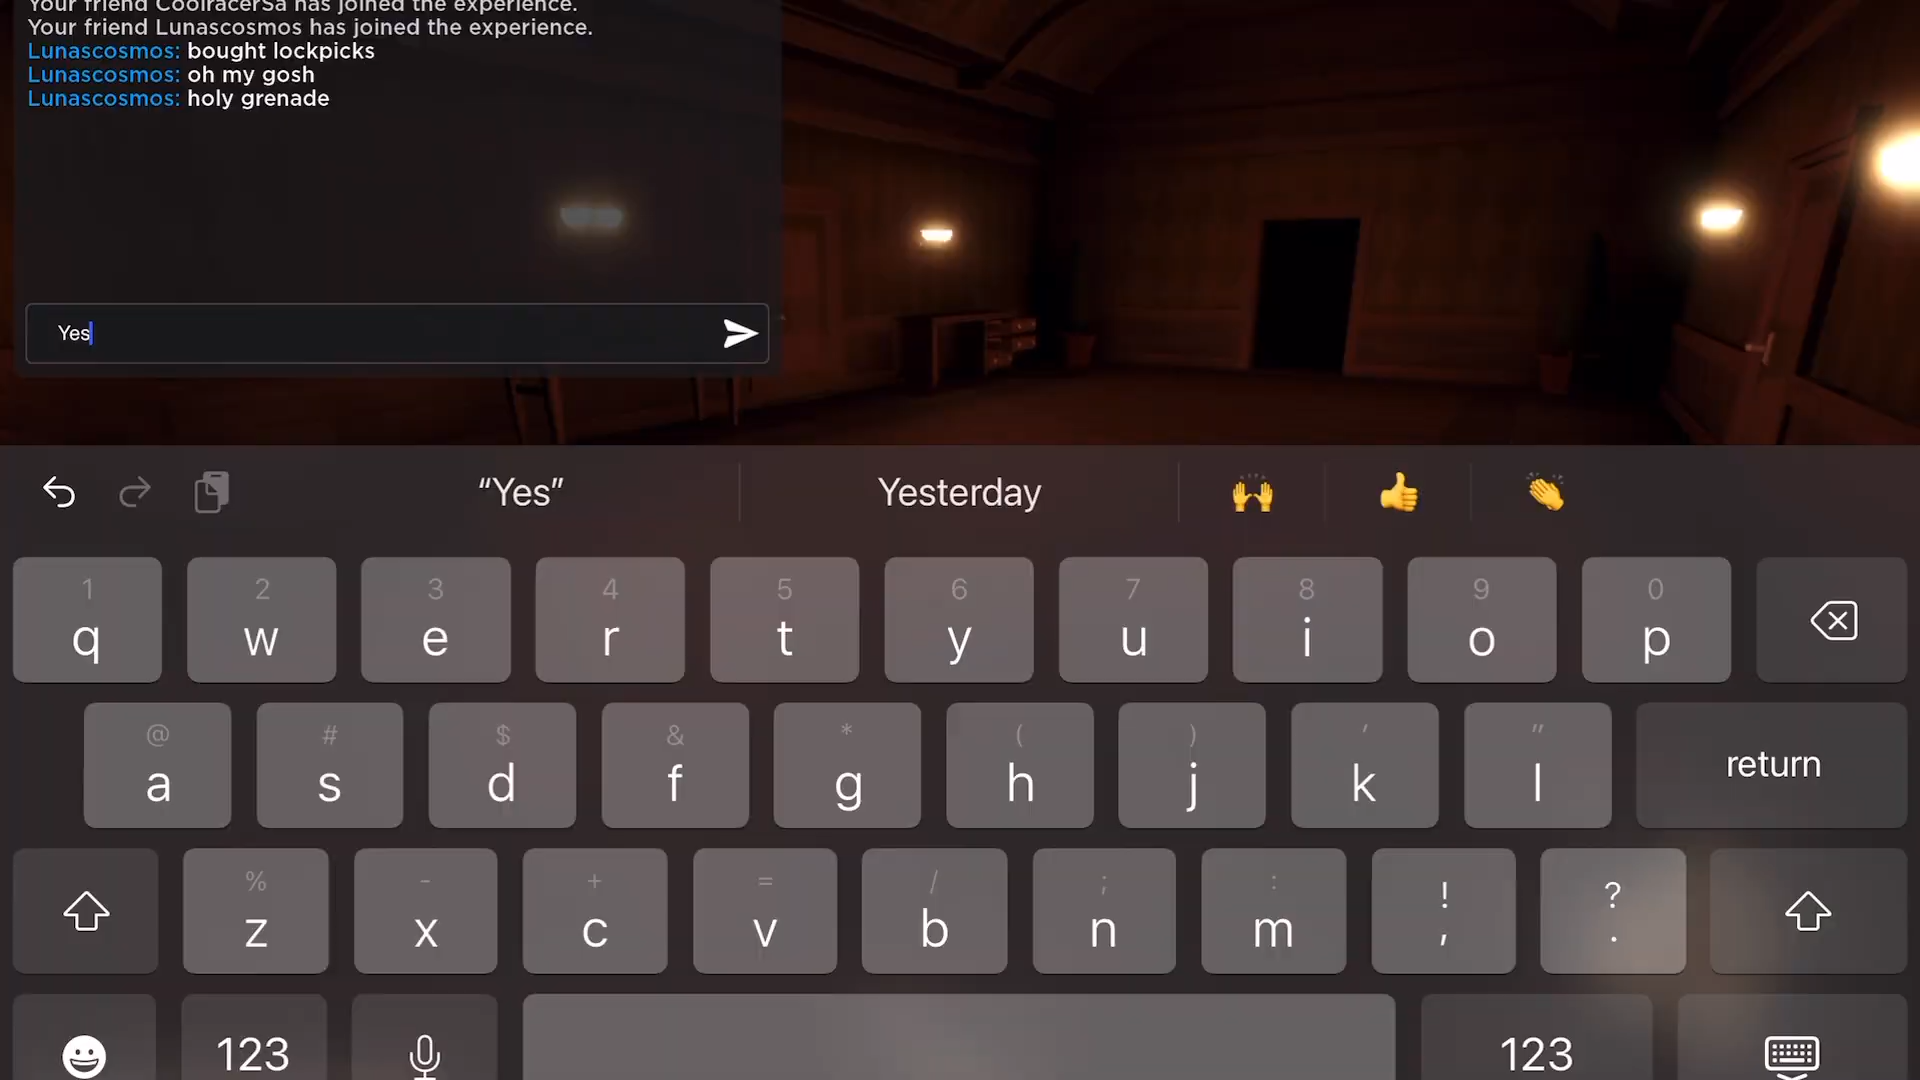 Your friend CoolracerSa has joined the experience.
Your friend Lunascosmos has joined the experience.
Lunascosmos: bought lockpicks
Lunascosmos: oh my gosh
Lunascosmos: holy grenade
Yes
“Yes” Yesterday 🙌 👍 👏
1 2 3 4 5 6 7 8 9 0
q w e r t y u i o p
@ # $ & * ( ) ' "
a s d f g h j k l return
% - + = / ; : ! ?
z x c v b n m , .
123 123